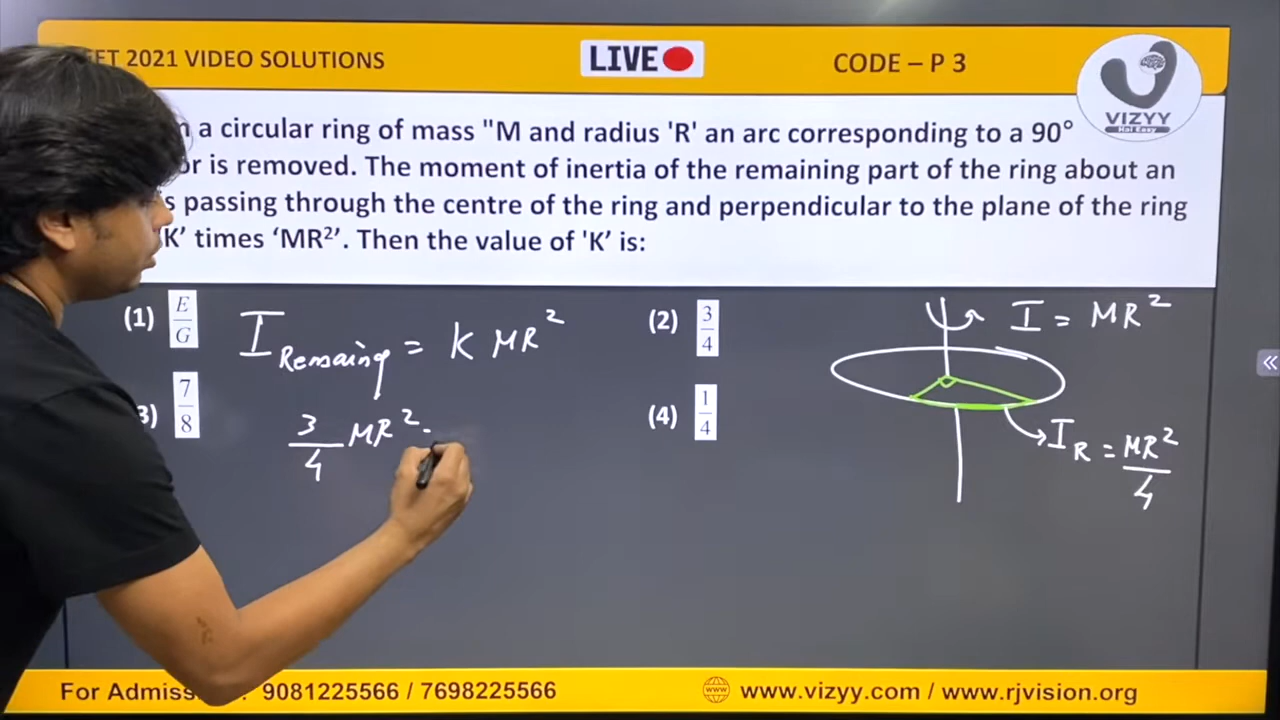 EET 2021 VIDEO SOLUTIONS
LIVE
CODE – P 3
VIZYY
Hai Easy
a circular ring of mass "M and radius 'R' an arc corresponding to a 90°
or is removed. The moment of inertia of the remaining part of the ring about an
s passing through the centre of the ring and perpendicular to the plane of the ring
K’ times ‘MR²’. Then the value of 'K’ is:
(1) E/G
(2) 3/4
3) 7/8
(4) 1/4
I Remaing = K MR²
3/4 MR²
I = MR²
I_R = MR²/4
«
For Admiss : 9081225566 / 7698225566
www.vizyy.com / www.rjvision.org